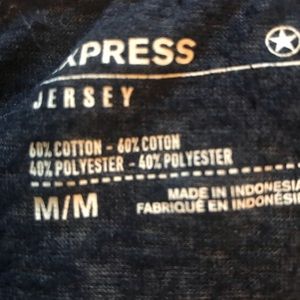 XPRESS
JERSEY
60% COTTON - 60% COTON
40% POLYESTER - 40% POLYESTER
M/M
MADE IN INDONESIA
FABRIQUÉ EN INDONÉSIE